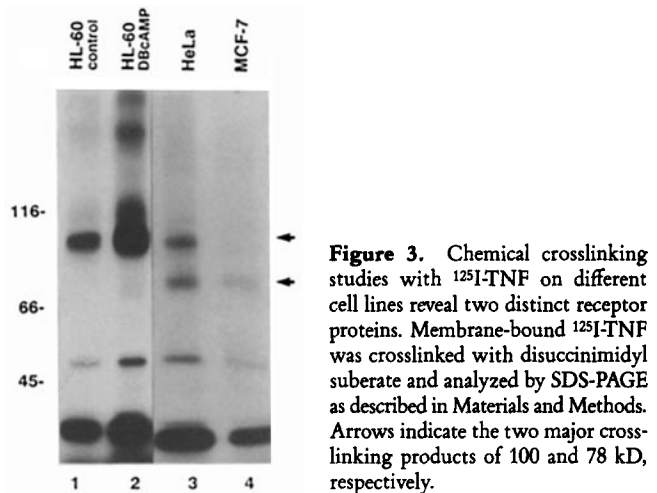 HL-60 control
HL-60 DBcAMP
HeLa
MCF-7
116-
66-
45-
1 2 3 4
Figure 3. Chemical crosslinking
studies with ¹²⁵I-TNF on different
cell lines reveal two distinct receptor
proteins. Membrane-bound ¹²⁵I-TNF
was crosslinked with disuccinimidyl
suberate and analyzed by SDS-PAGE
as described in Materials and Methods.
Arrows indicate the two major cross-
linking products of 100 and 78 kD,
respectively.